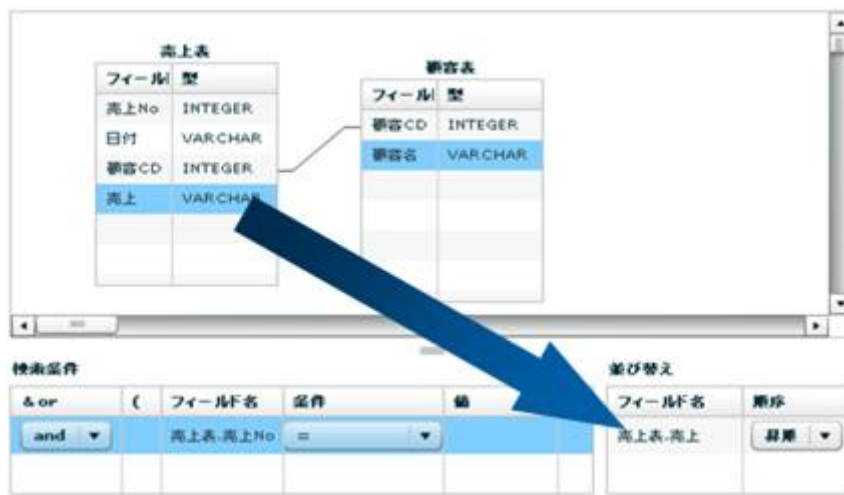 売上表
フィールド 型
売上No INTEGER
日付 VARCHAR
顧客CD INTEGER
売上 VARCHAR
顧客表
フィールド 型
顧客CD INTEGER
顧客名 VARCHAR
検索条件
& or ( フィールド名 条件 値
and 売上表.売上No =
並び替え
フィールド名 順序
売上表.売上 昇順